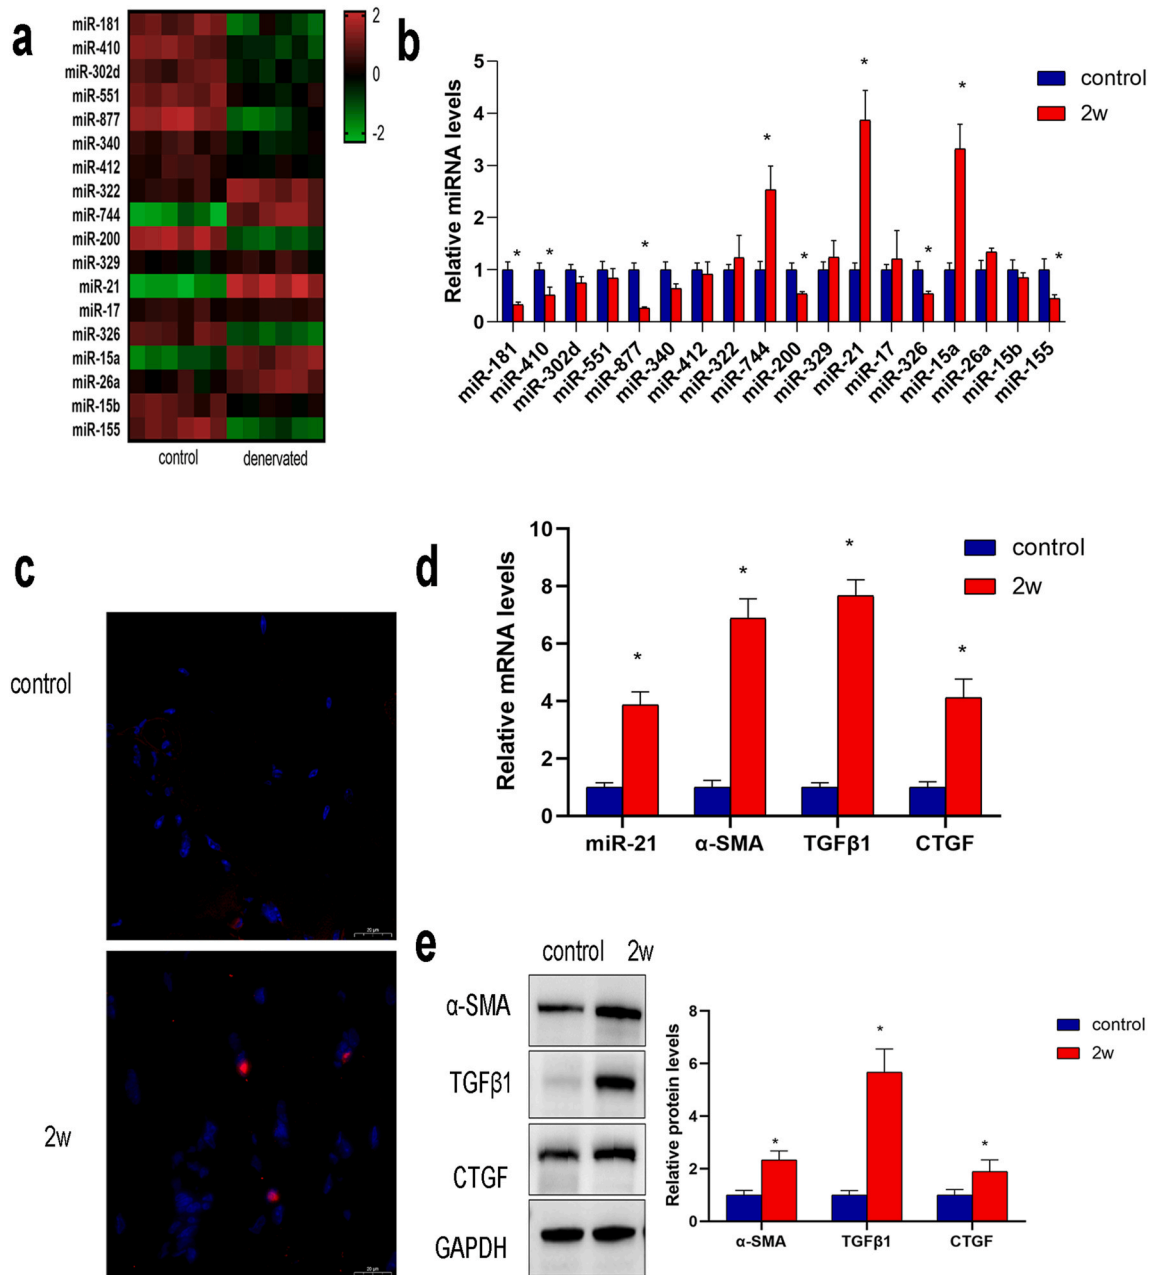 a
miR-181
miR-410
miR-302d
miR-551
miR-877
miR-340
miR-412
miR-322
miR-744
miR-200
miR-329
miR-21
miR-17
miR-326
miR-15a
miR-26a
miR-15b
miR-155
control denervated
2
0
-2
b
Relative miRNA levels
5
4
3
2
1
0
* * * * * * * * *
control
2w
miR-181
miR-410
miR-302d
miR-551
miR-877
miR-340
miR-412
miR-322
miR-744
miR-200
miR-329
miR-21
miR-17
miR-326
miR-15a
miR-26a
miR-15b
miR-155
c
control
20 μm
2w
20 μm
d
Relative mRNA levels
10
8
6
4
2
0
* * * *
control
2w
miR-21 α-SMA TGFβ1 CTGF
e
control 2w
α-SMA
TGFβ1
CTGF
GAPDH
Relative protein levels
8
6
4
2
0
* * *
control
2w
α-SMA TGFβ1 CTGF